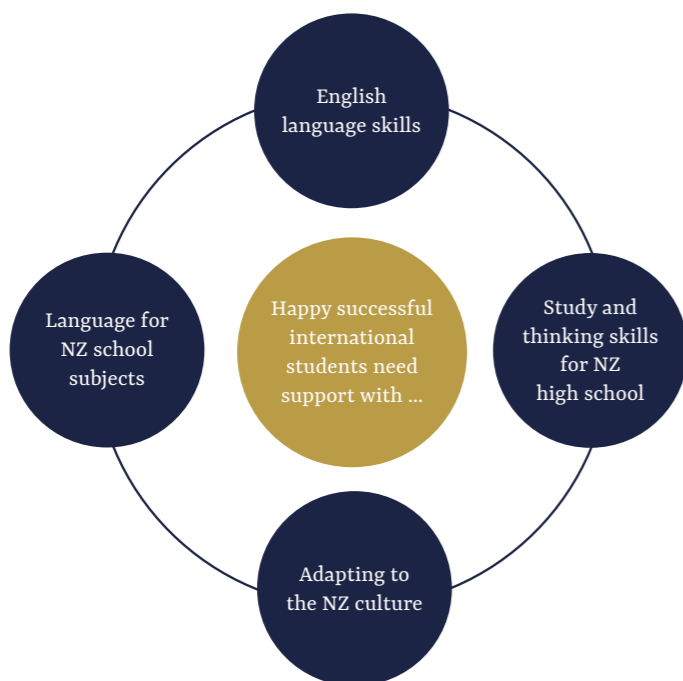 English
language skills
Happy successful
international
students need
support with ...
Language for
NZ school
subjects
Study and
thinking skills
for NZ
high school
Adapting to
the NZ culture